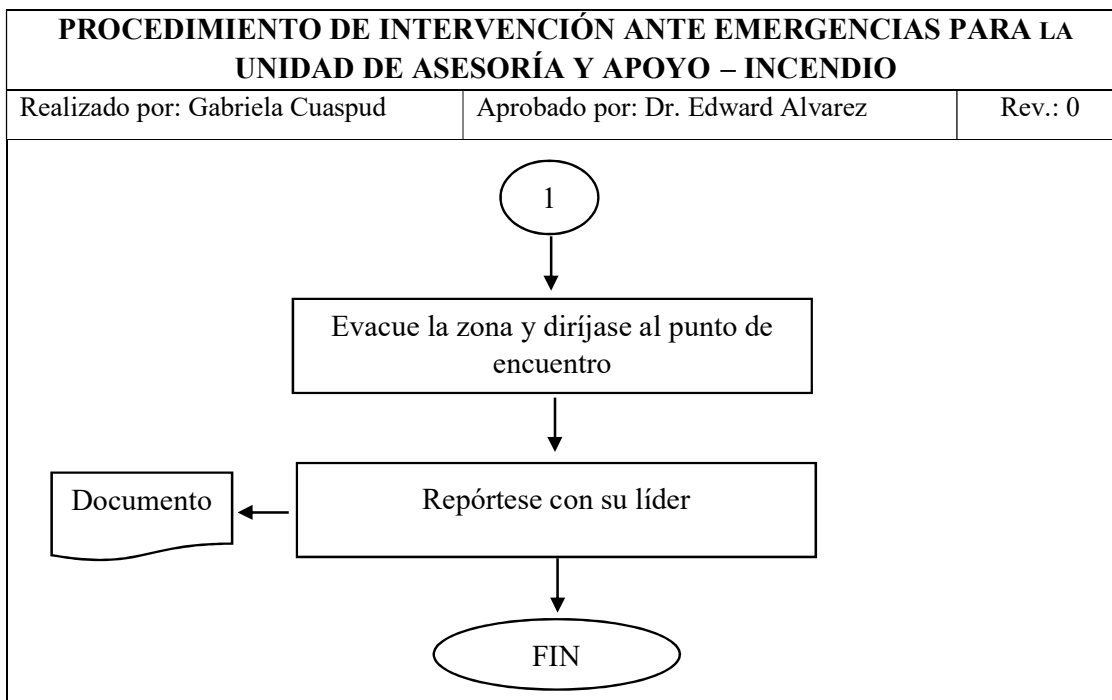 PROCEDIMIENTO DE INTERVENCIÓN ANTE EMERGENCIAS PARA LA
UNIDAD DE ASESORÍA Y APOYO – INCENDIO
Realizado por: Gabriela Cuaspud
Aprobado por: Dr. Edward Alvarez
Rev.: 0
1
Evacue la zona y diríjase al punto de
encuentro
Documento
Repórtese con su líder
FIN